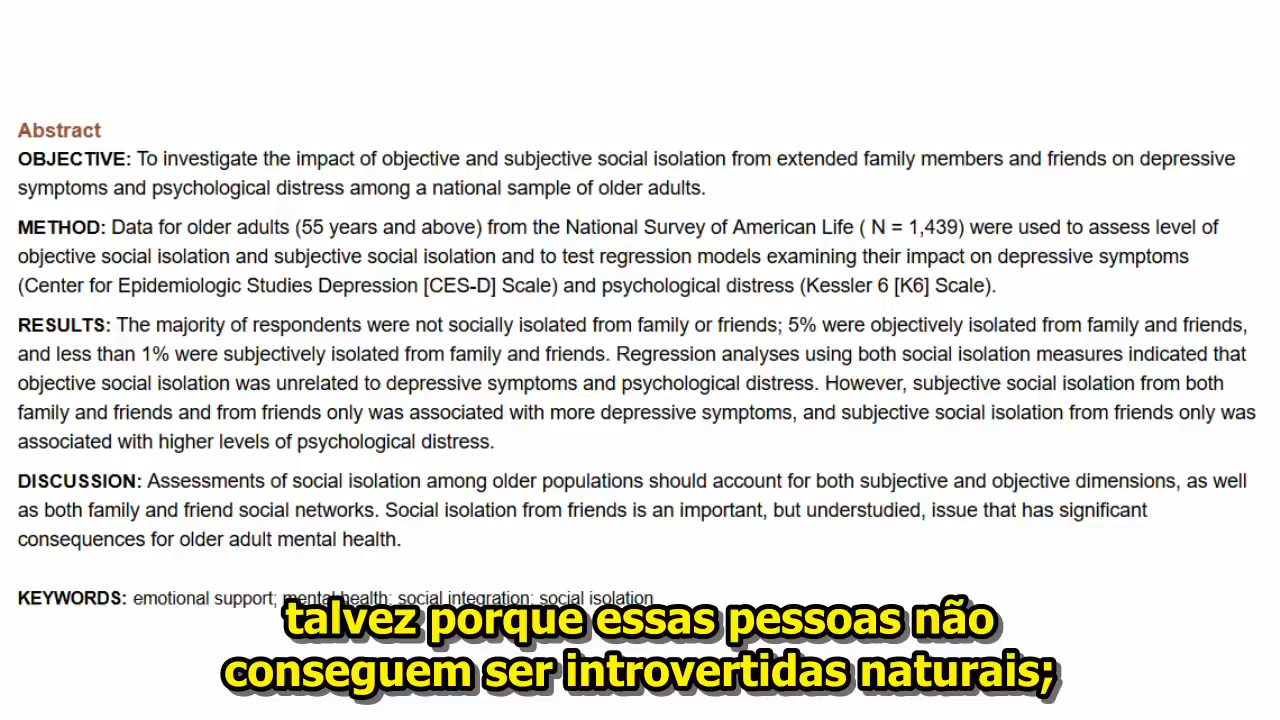 Abstract
OBJECTIVE: To investigate the impact of objective and subjective social isolation from extended family members and friends on depressive
symptoms and psychological distress among a national sample of older adults.
METHOD: Data for older adults (55 years and above) from the National Survey of American Life ( N = 1,439) were used to assess level of
objective social isolation and subjective social isolation and to test regression models examining their impact on depressive symptoms
(Center for Epidemiologic Studies Depression [CES-D] Scale) and psychological distress (Kessler 6 [K6] Scale).
RESULTS: The majority of respondents were not socially isolated from family or friends; 5% were objectively isolated from family and friends,
and less than 1% were subjectively isolated from family and friends. Regression analyses using both social isolation measures indicated that
objective social isolation was unrelated to depressive symptoms and psychological distress. However, subjective social isolation from both
family and friends and from friends only was associated with more depressive symptoms, and subjective social isolation from friends only was
associated with higher levels of psychological distress.
DISCUSSION: Assessments of social isolation among older populations should account for both subjective and objective dimensions, as well
as both family and friend social networks. Social isolation from friends is an important, but understudied, issue that has significant
consequences for older adult mental health.
KEYWORDS: emotional support; mental health; social integration; social isolation
talvez porque essas pessoas não
conseguem ser introvertidas naturais;